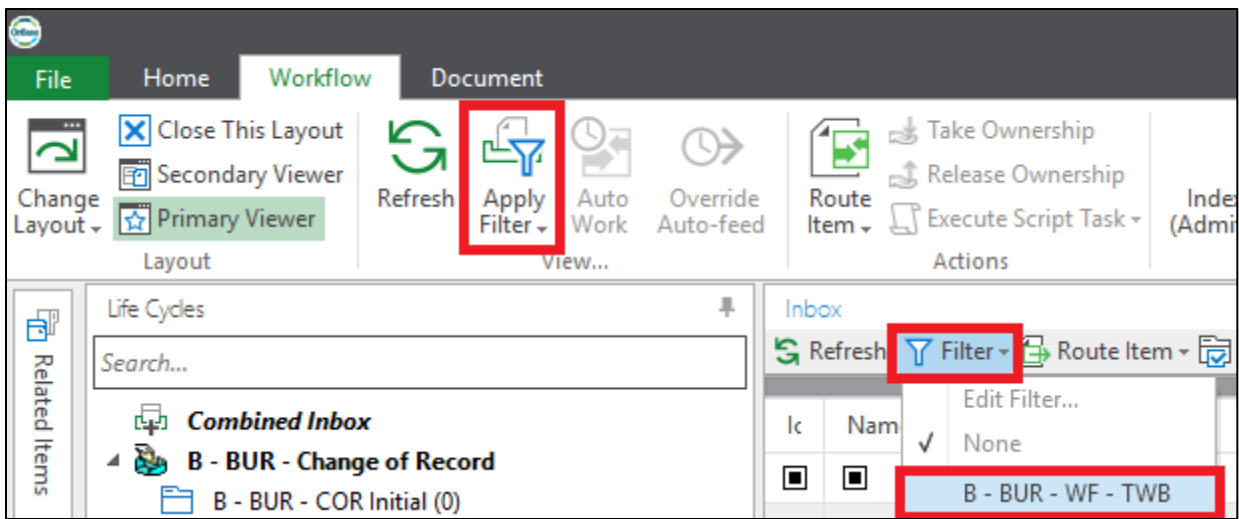 OnBase
File Home Workflow Document
Close This Layout
Secondary Viewer
Primary Viewer
Change
Layout
Refresh
Apply
Filter
Auto
Work
Override
Auto-feed
Route
Item
Take Ownership
Release Ownership
Execute Script Task
Layout
View...
Actions
Related Items
Life Cycles
Search...
Combined Inbox
B - BUR - Change of Record
B - BUR - COR Initial (0)
Inbox
Refresh Filter Route Item
Edit Filter...
None
B - BUR - WF - TWB